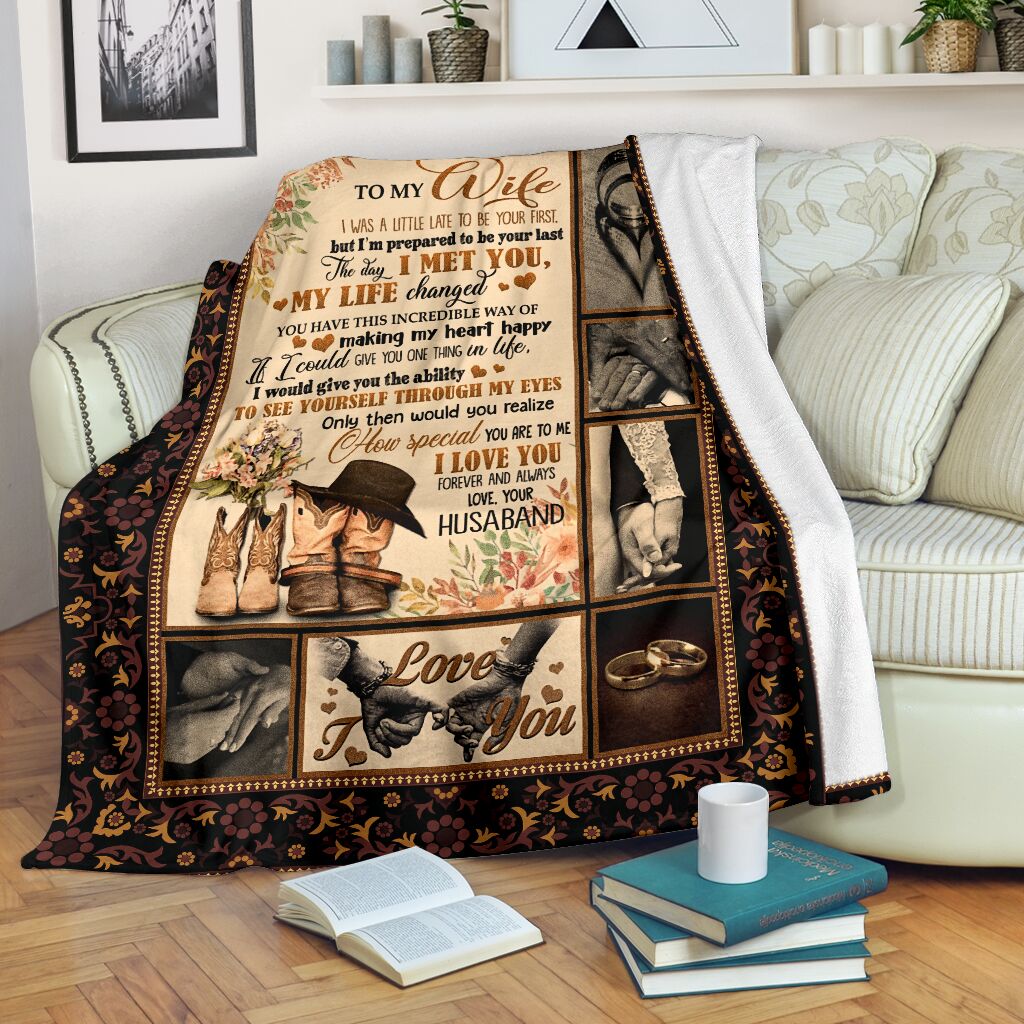 TO MY Wife
I WAS A LITTLE LATE TO BE YOUR FIRST.
but I'm prepared to be your last
The day I MET YOU,
MY LIFE changed
YOU HAVE THIS INCREDIBLE WAY OF
making my heart happy
If I could GIVE YOU ONE THING in life,
I would give you the ability
TO SEE YOURSELF THROUGH MY EYES
Only then would you realize
How special YOU ARE TO ME
I LOVE YOU
FOREVER AND ALWAYS
LOVE, YOUR
HUSABAND
Love
I You